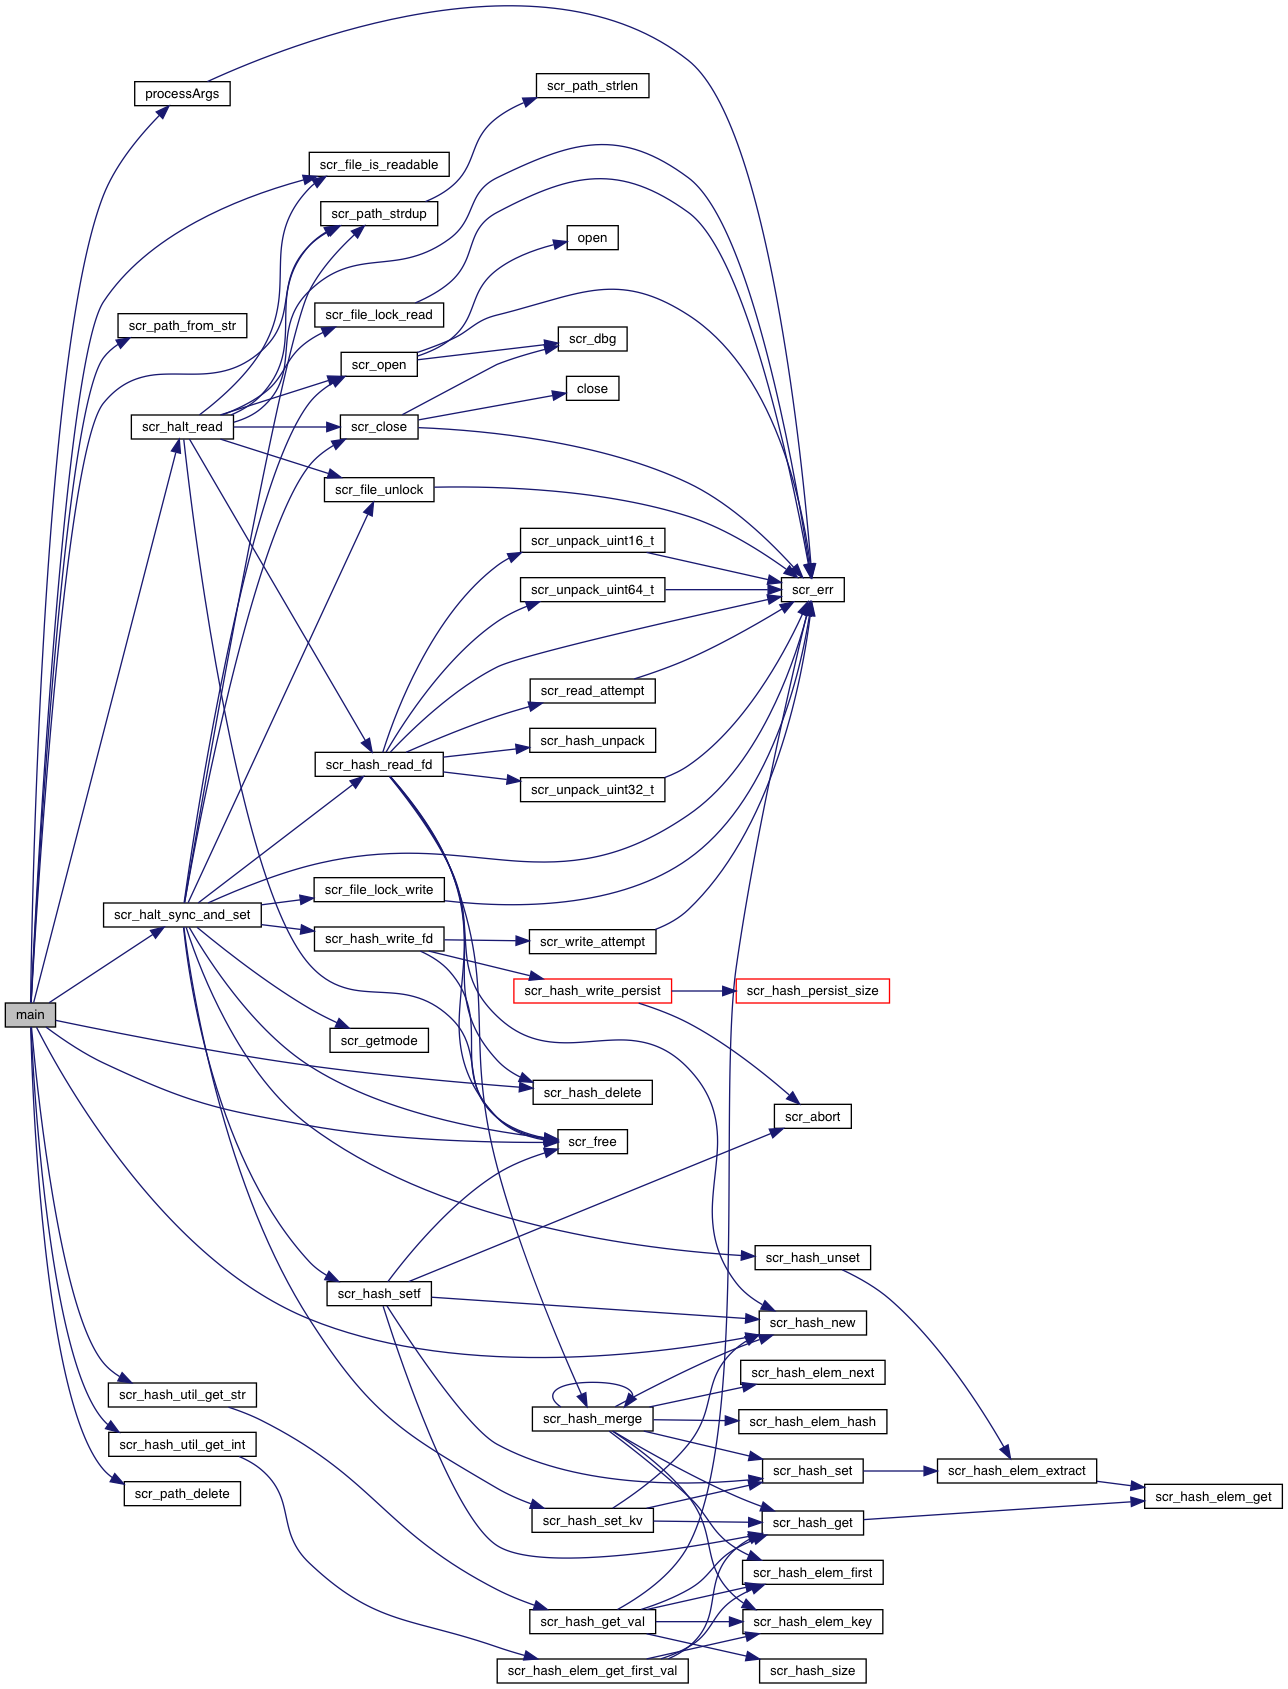 scr_path_strlen
processArgs
scr_file_is_readable
scr_path_strdup
open
scr_file_lock_read
scr_path_from_str
scr_dbg
scr_open
close
scr_halt_read
scr_close
scr_file_unlock
scr_unpack_uint16_t
scr_unpack_uint64_t
scr_err
scr_read_attempt
scr_hash_unpack
scr_hash_read_fd
scr_unpack_uint32_t
scr_file_lock_write
scr_halt_sync_and_set
scr_hash_write_fd
scr_write_attempt
scr_hash_write_persist
scr_hash_persist_size
main
scr_getmode
scr_hash_delete
scr_abort
scr_free
scr_hash_unset
scr_hash_setf
scr_hash_new
scr_hash_elem_next
scr_hash_util_get_str
scr_hash_merge
scr_hash_elem_hash
scr_hash_util_get_int
scr_hash_set
scr_hash_elem_extract
scr_path_delete
scr_hash_elem_get
scr_hash_set_kv
scr_hash_get
scr_hash_elem_first
scr_hash_get_val
scr_hash_elem_key
scr_hash_elem_get_first_val
scr_hash_size